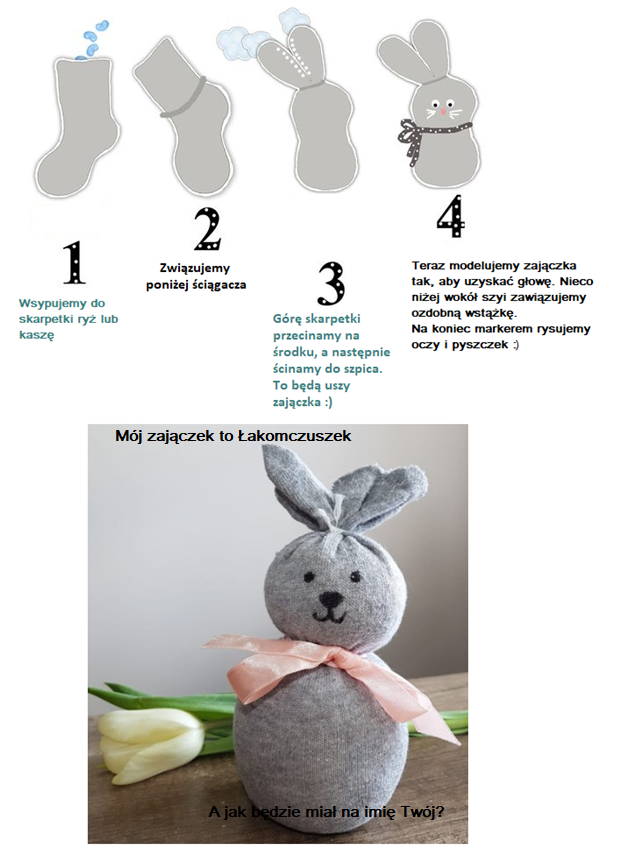 1
Wsypujemy do
skarpetki ryż lub
kaszę
2
Związujemy
poniżej ściągacza
3
Górę skarpetki
przecinamy na
środku, a następnie
ścinamy do szpica.
To będą uszy
zajączka :)
4
Teraz modelujemy zajączka
tak, aby uzyskać głowę. Nieco
niżej wokół szyi zawiązujemy
ozdobną wstążkę.
Na koniec markerem rysujemy
oczy i pyszczek :)
Mój zajączek to Łakomczuszek
A jak będzie miał na imię Twój?